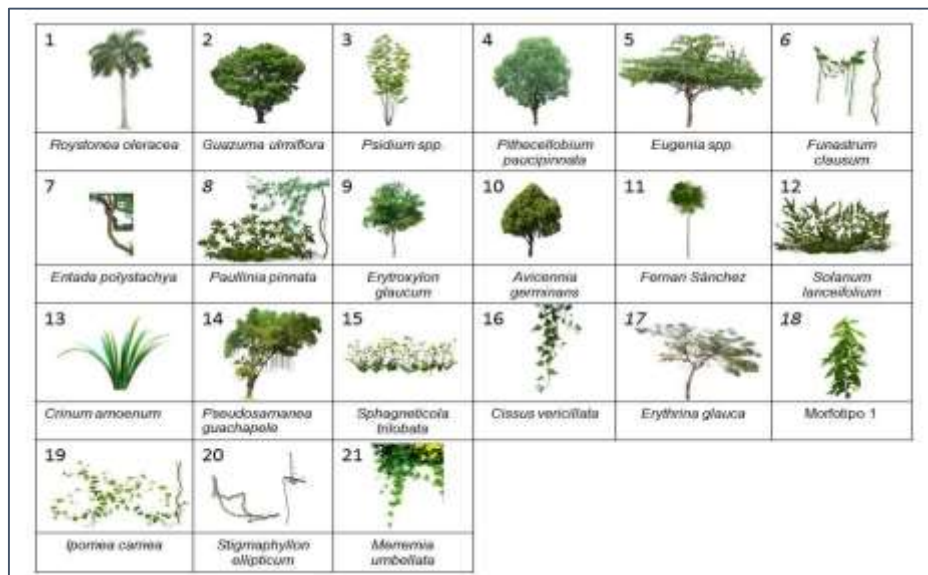 1 2 3 4 5 6
Roystonea oleracea Guazuma ulmiflora Psidium spp. Pithecellobium paucipinnata Eugenia spp Funastrum clausum
7 8 9 10 11 12
Entada polystachya Paullinia pinnata Erytroxylon glaucum Avicennia germinans Fernan Sánchez Solanum lanceifolium
13 14 15 16 17 18
Crinum amoenum Pseudosamanea guachapele Sphagneticola trilobata Cissus vericillata Erythrina glauca Morfotipo 1
19 20 21
Ipomea carnea Stigmaphyllon ellipticum Merremia umbellata